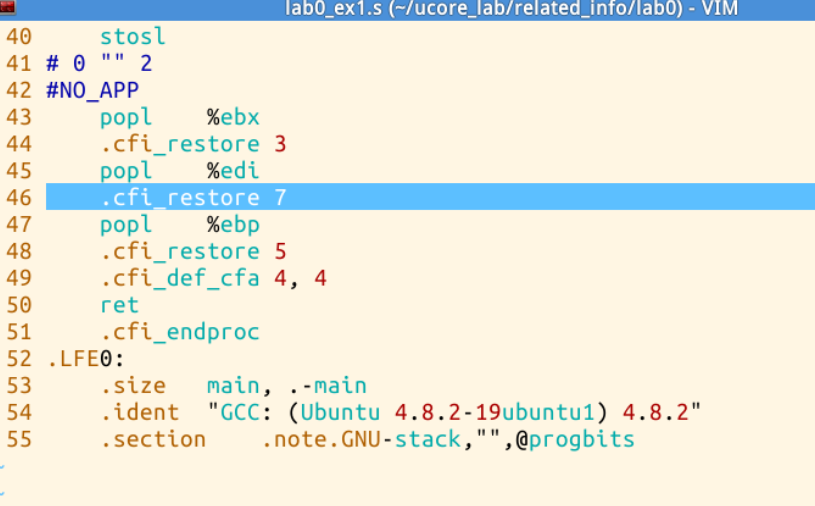 lab0_ex1.s (~/ucore_lab/related_info/lab0) - VIM
40     stosl
41 # 0 "" 2
42 #NO_APP
43     popl    %ebx
44     .cfi_restore 3
45     popl    %edi
46     .cfi_restore 7
47     popl    %ebp
48     .cfi_restore 5
49     .cfi_def_cfa 4, 4
50     ret
51     .cfi_endproc
52 .LFE0:
53     .size   main, .-main
54     .ident  "GCC: (Ubuntu 4.8.2-19ubuntu1) 4.8.2"
55     .section    .note.GNU-stack,"",@progbits
~
~